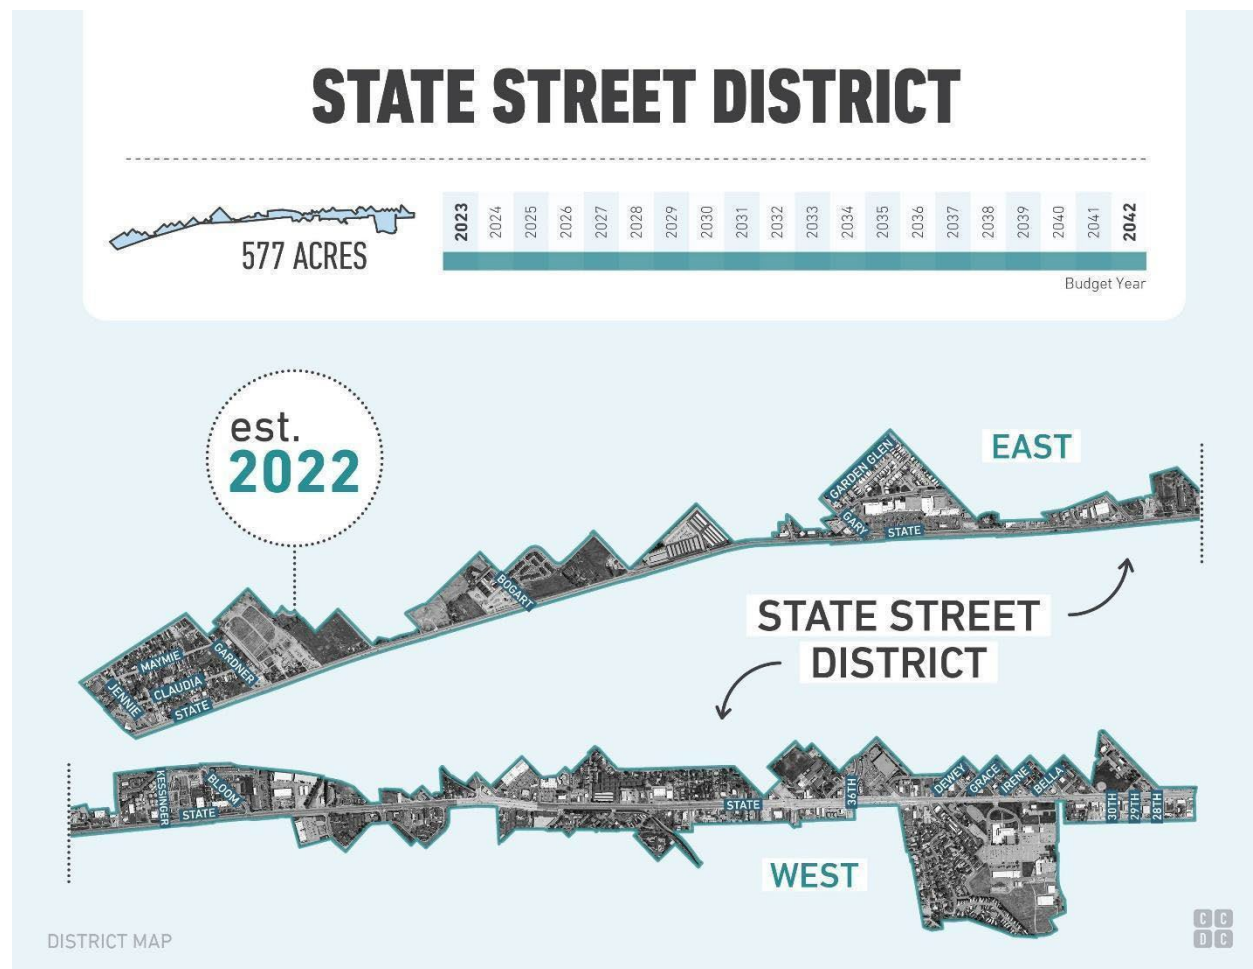 STATE STREET DISTRICT
577 ACRES
2023 2024 2025 2026 2027 2028 2029 2030 2031 2032 2033 2034 2035 2036 2037 2038 2039 2040 2041 2042
Budget Year
est.
2022
EAST
GARDEN GLEN
GARY
STATE
BOGART
STATE STREET
DISTRICT
MAYMIE
GARDNER
JENNIE
CLAUDIA
STATE
KESSINGER
BLOOM
STATE
STATE
36TH
DEWEY
GRACE
IRENE
BELLA
30TH
29TH
28TH
WEST
DISTRICT MAP
CC
DC